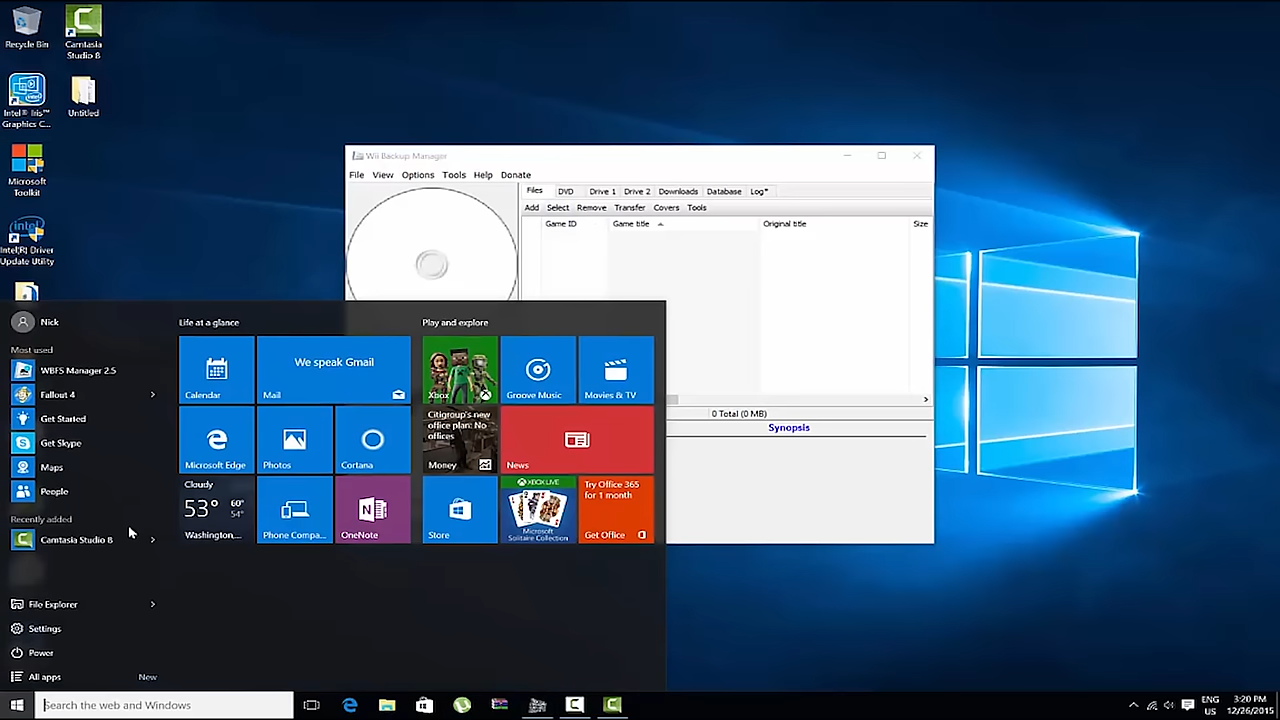 Recycle Bin
Camtasia
Studio 8
Intel® Iris™
Graphics C...
Untitled
Microsoft
Toolkit
Intel(R) Driver
Update Utility
Wii Backup Manager
File View Options Tools Help Donate
Files DVD Drive 1 Drive 2 Downloads Database Log*
Add Select Remove Transfer Covers Tools
Game ID Game title Original title Size
0 Total (0 MB)
Synopsis
Nick
Most used
WBFS Manager 2.5
Fallout 4
Get Started
Get Skype
Maps
People
Recently added
Camtasia Studio 8
File Explorer
Settings
Power
All apps New
Life at a glance
Calendar
We speak Gmail
Mail
Microsoft Edge
Photos
Cortana
Cloudy
53° 60°
54°
Washington,...
Phone Compa...
OneNote
Play and explore
Xbox
Groove Music
Movies & TV
Citigroup's new
office plan: No
offices
Money
News
Store
XBOX LIVE
Microsoft
Solitaire Collection
Try Office 365
for 1 month
Get Office
Search the web and Windows
ENG
US
3:20 PM
12/26/2015